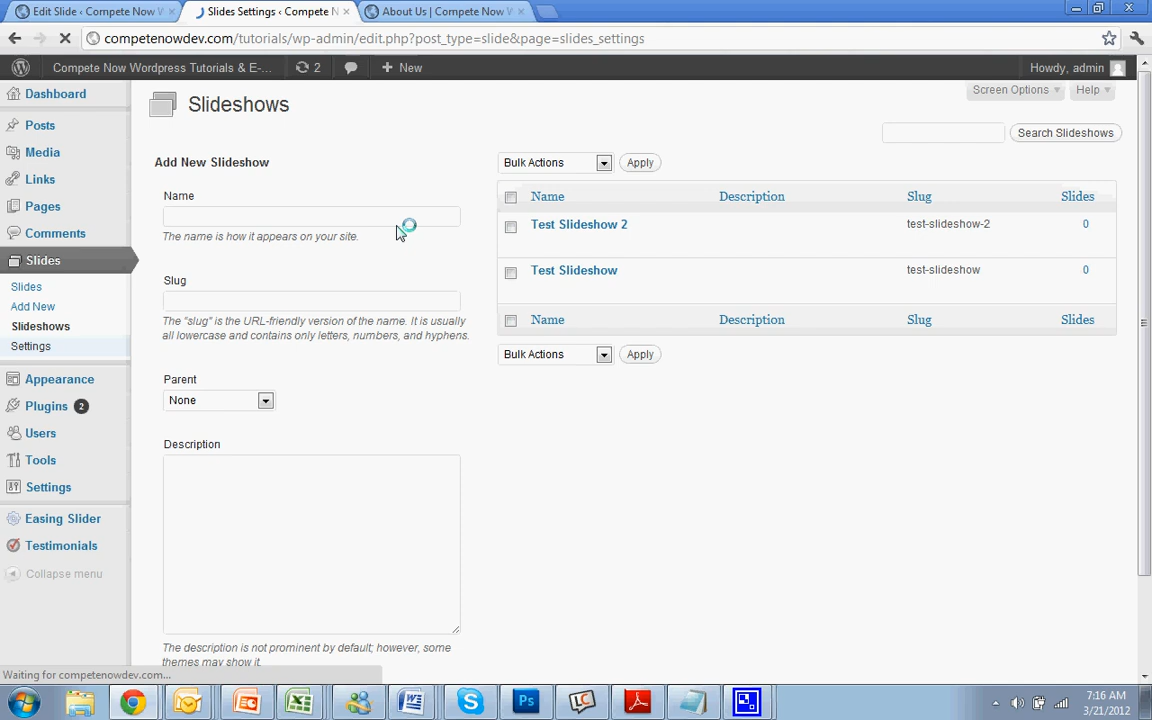 Edit Slide ‹ Compete Now W
Slides Settings ‹ Compete N
About Us | Compete Now W
competenowdev.com/tutorials/wp-admin/edit.php?post_type=slide&page=slides_settings
Compete Now Wordpress Tutorials & E-...
2
New
Howdy, admin
Screen Options
Help
Dashboard
Posts
Media
Links
Pages
Comments
Slides
Slides
Add New
Slideshows
Settings
Appearance
Plugins 2
Users
Tools
Settings
Easing Slider
Testimonials
Collapse menu
Slideshows
Search Slideshows
Add New Slideshow
Name
The name is how it appears on your site.
Slug
The "slug" is the URL-friendly version of the name. It is usually
all lowercase and contains only letters, numbers, and hyphens.
Parent
None
Description
The description is not prominent by default; however, some
themes may show it.
Bulk Actions Apply
Name Description Slug Slides
Test Slideshow 2 test-slideshow-2 0
Test Slideshow test-slideshow 0
Name Description Slug Slides
Bulk Actions Apply
Waiting for competenowdev.com...
7:16 AM
3/21/2012